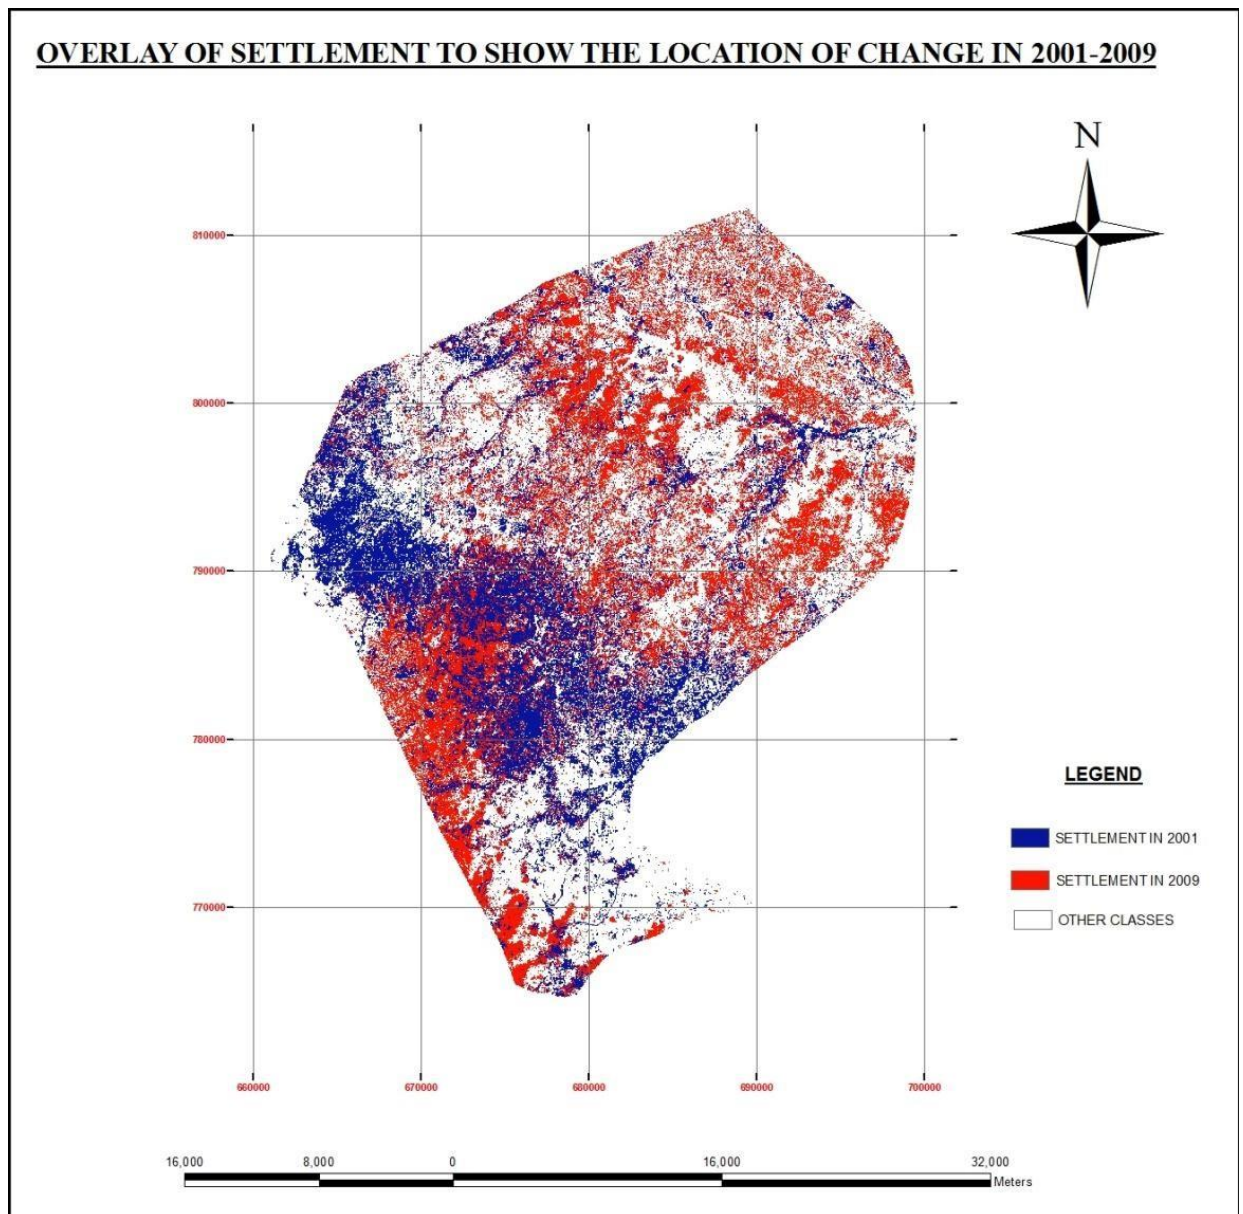 OVERLAY OF SETTLEMENT TO SHOW THE LOCATION OF CHANGE IN 2001-2009
N
810000
800000
790000
780000
770000
660000 670000 680000 690000 700000
LEGEND
SETTLEMENT IN 2001
SETTLEMENT IN 2009
OTHER CLASSES
16,000 8,000 0 16,000 32,000
Meters